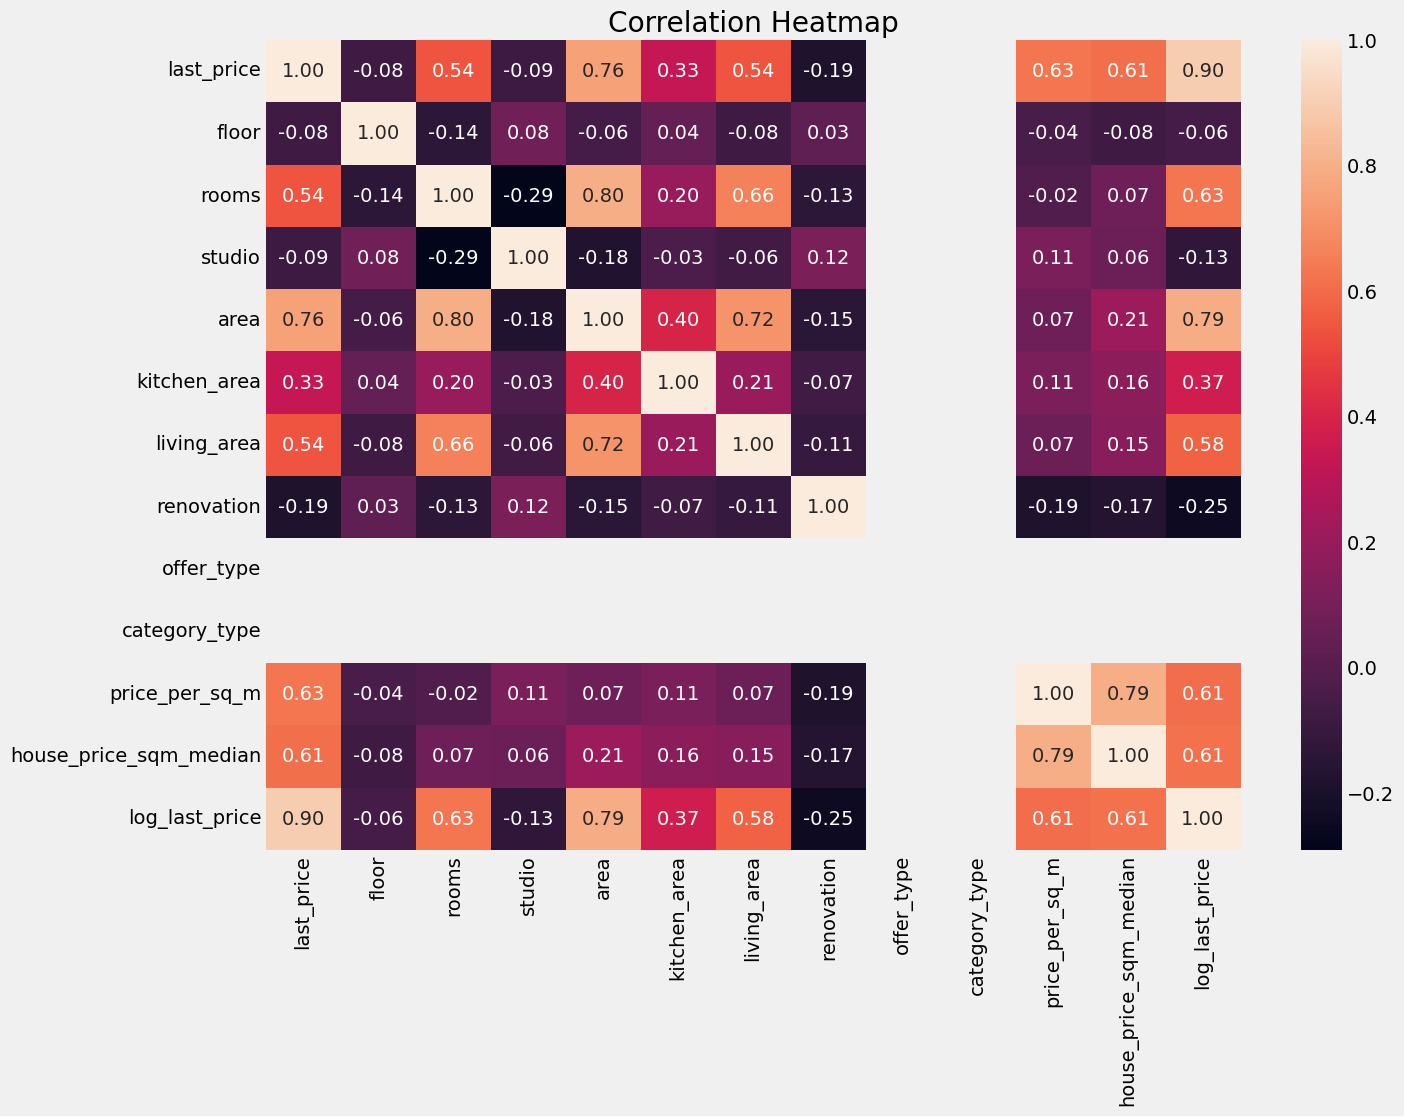 Correlation Heatmap
last_price 1.00 -0.08 0.54 -0.09 0.76 0.33 0.54 -0.19 0.63 0.61 0.90
floor -0.08 1.00 -0.14 0.08 -0.06 0.04 -0.08 0.03 -0.04 -0.08 -0.06
rooms 0.54 -0.14 1.00 -0.29 0.80 0.20 0.66 -0.13 -0.02 0.07 0.63
studio -0.09 0.08 -0.29 1.00 -0.18 -0.03 -0.06 0.12 0.11 0.06 -0.13
area 0.76 -0.06 0.80 -0.18 1.00 0.40 0.72 -0.15 0.07 0.21 0.79
kitchen_area 0.33 0.04 0.20 -0.03 0.40 1.00 0.21 -0.07 0.11 0.16 0.37
living_area 0.54 -0.08 0.66 -0.06 0.72 0.21 1.00 -0.11 0.07 0.15 0.58
renovation -0.19 0.03 -0.13 0.12 -0.15 -0.07 -0.11 1.00 -0.19 -0.17 -0.25
offer_type
category_type
price_per_sq_m 0.63 -0.04 -0.02 0.11 0.07 0.11 0.07 -0.19 1.00 0.79 0.61
house_price_sqm_median 0.61 -0.08 0.07 0.06 0.21 0.16 0.15 -0.17 0.79 1.00 0.61
log_last_price 0.90 -0.06 0.63 -0.13 0.79 0.37 0.58 -0.25 0.61 0.61 1.00
last_price
floor
rooms
studio
area
kitchen_area
living_area
renovation
offer_type
category_type
price_per_sq_m
house_price_sqm_median
log_last_price
1.0
0.8
0.6
0.4
0.2
0.0
−0.2